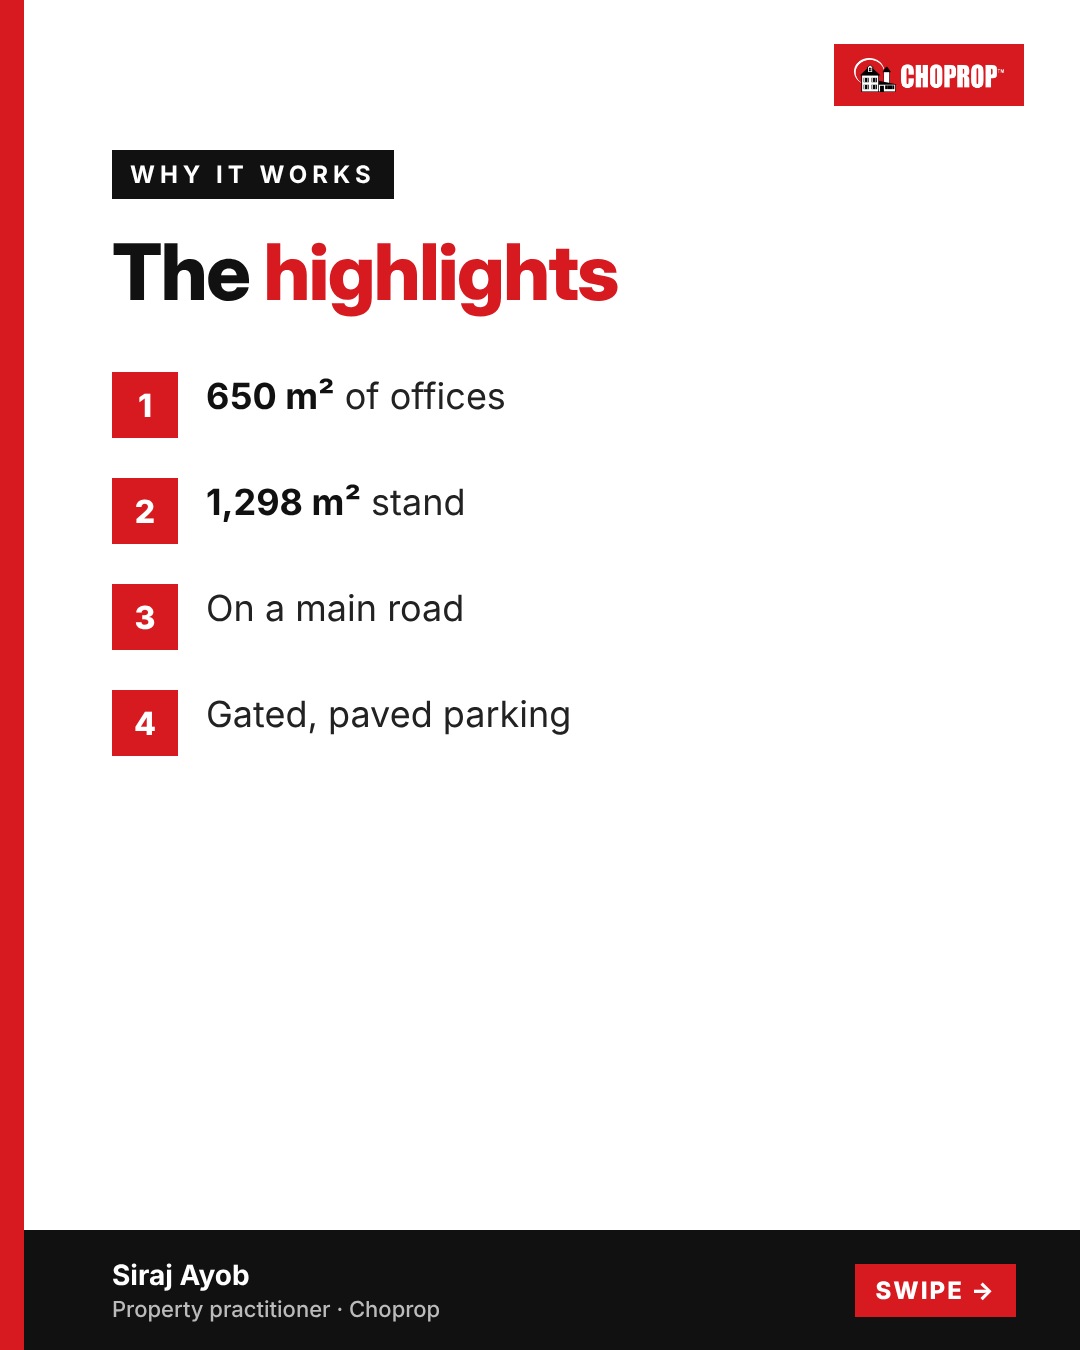 CHOPROP™
WHY IT WORKS
The highlights
1 650 m² of offices
2 1,298 m² stand
3 On a main road
4 Gated, paved parking
Siraj Ayob
Property practitioner · Choprop
SWIPE →